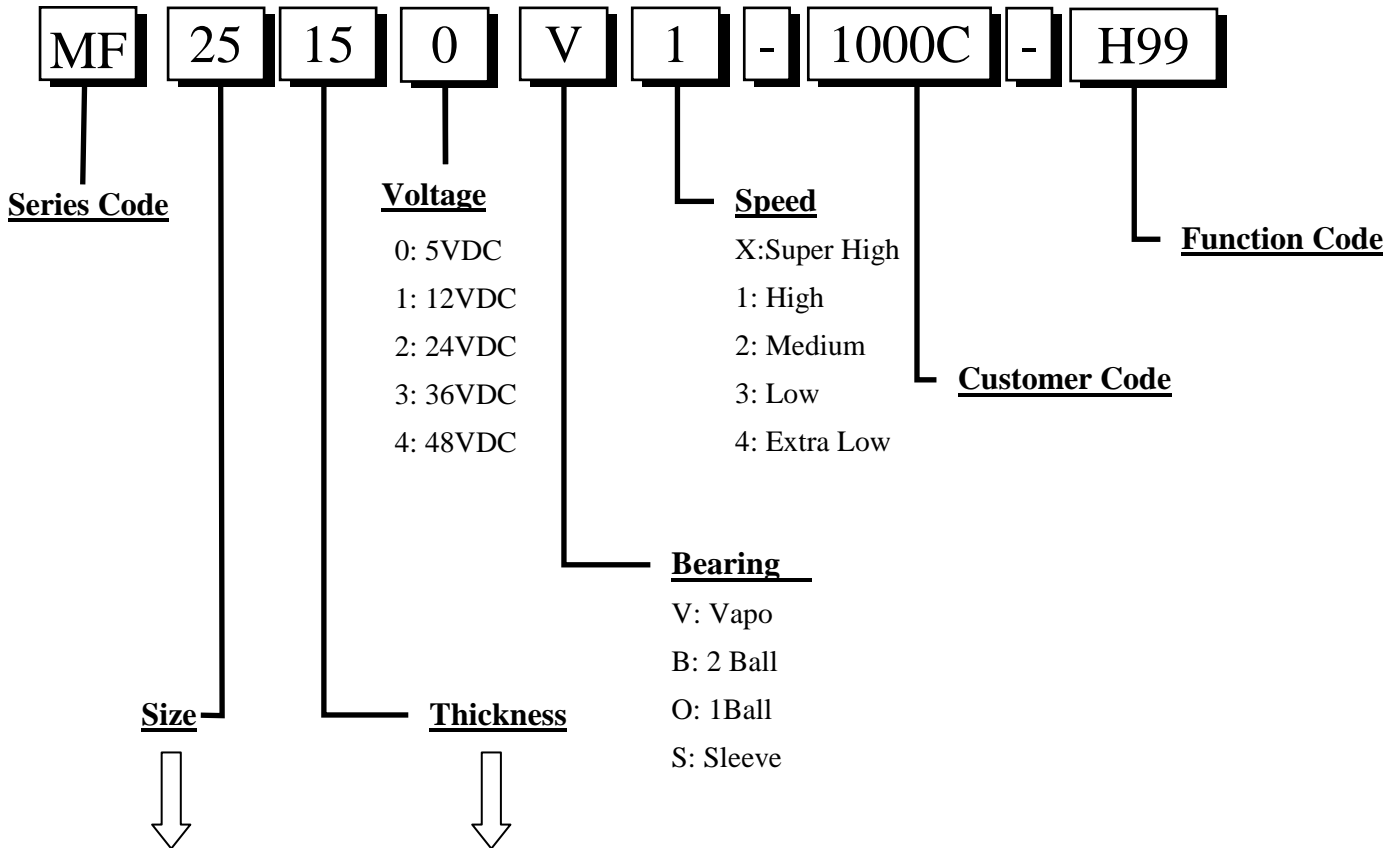 MF 25 15 0 V 1 - 1000C - H99
Series Code
Voltage
0: 5VDC
1: 12VDC
2: 24VDC
3: 36VDC
4: 48VDC
Speed
X:Super High
1: High
2: Medium
3: Low
4: Extra Low
Function Code
Customer Code
Bearing
V: Vapo
B: 2 Ball
O: 1Ball
S: Sleeve
Size
Thickness